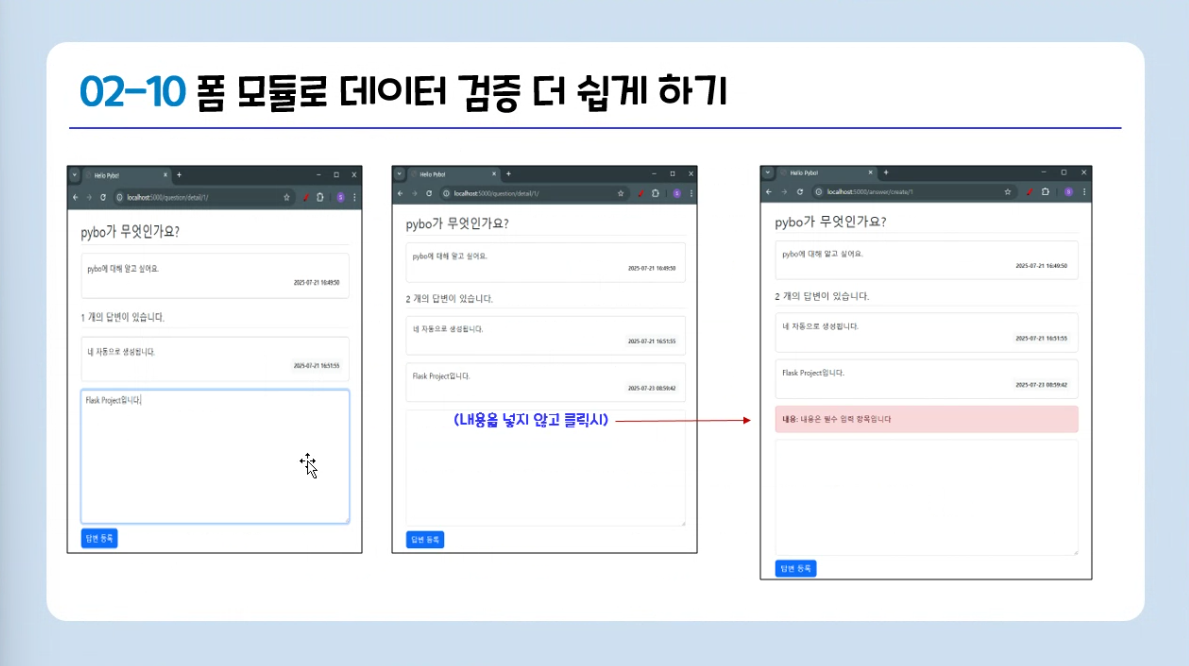 02-10 폼 모듈로 데이터 검증 더 쉽게 하기
Hello Pybo!
localhost:5000/question/detail/1/
pybo가 무엇인가요?
pybo에 대해 알고 싶어요.
2025-07-21 16:49:50
1 개의 답변이 있습니다.
네 자동으로 생성됩니다.
2025-07-21 16:51:55
Flask Project입니다.
답변 등록
Hello Pybo!
localhost:5000/question/detail/1/
pybo가 무엇인가요?
pybo에 대해 알고 싶어요.
2025-07-21 16:49:50
2 개의 답변이 있습니다.
네 자동으로 생성됩니다.
2025-07-21 16:51:55
Flask Project입니다.
2025-07-23 08:59:42
(내용을 넣지 않고 클릭시)
답변 등록
Hello Pybo!
localhost:5000/answer/create/1
pybo가 무엇인가요?
pybo에 대해 알고 싶어요.
2025-07-21 16:49:50
2 개의 답변이 있습니다.
네 자동으로 생성됩니다.
2025-07-21 16:51:55
Flask Project입니다.
2025-07-23 08:59:42
내용: 내용은 필수 입력 항목입니다
답변 등록